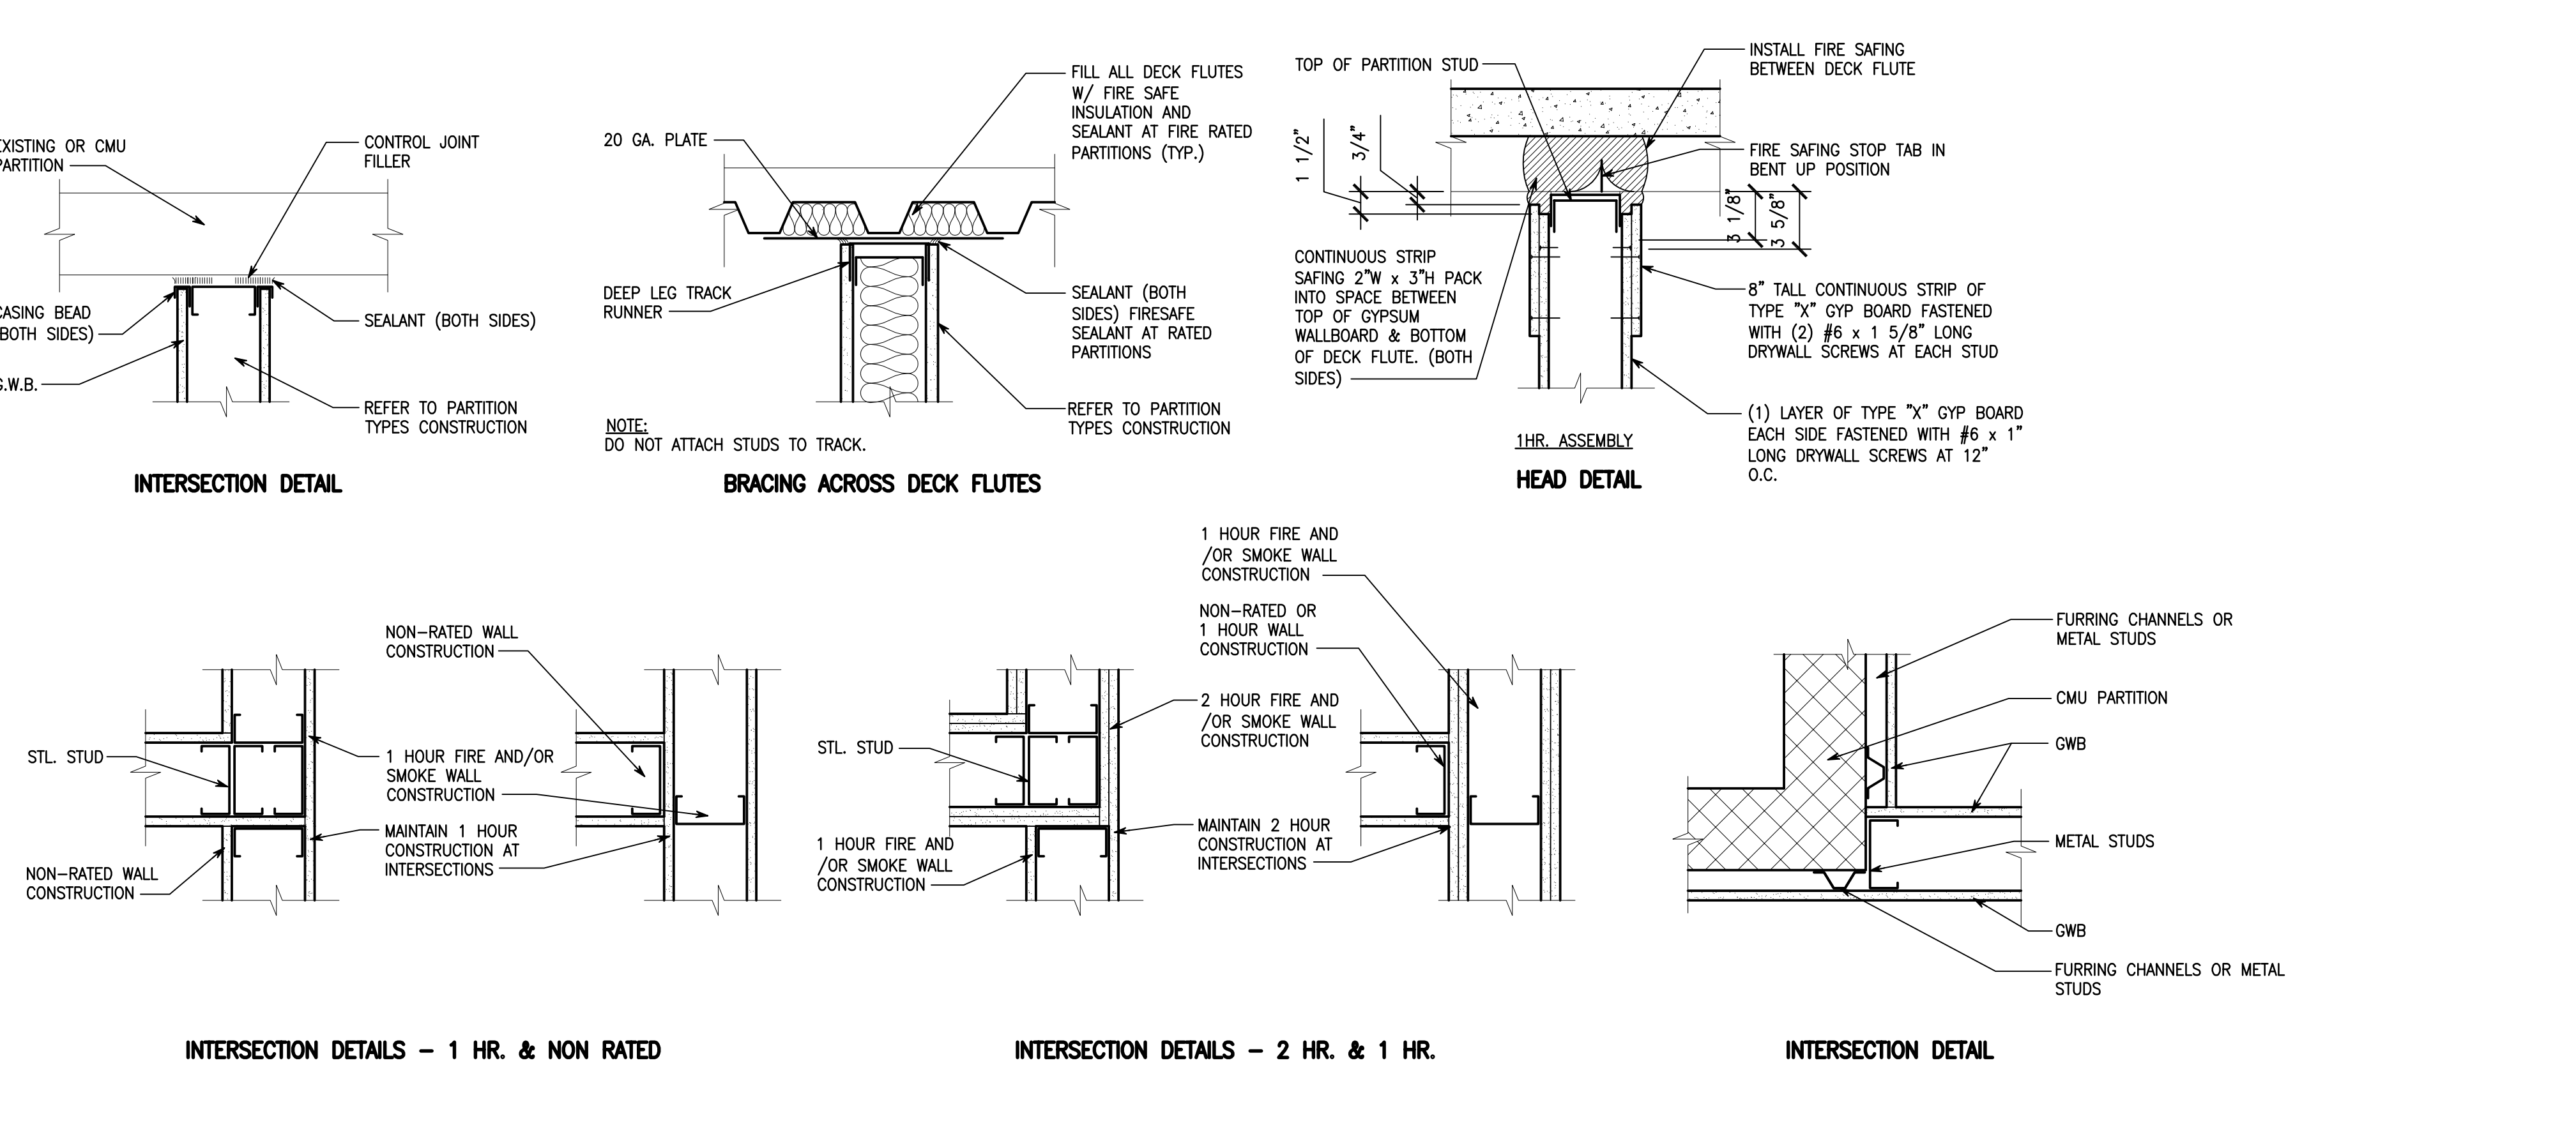 EXISTING OR CMU
PARTITION
CONTROL JOINT
FILLER
CASING BEAD
(BOTH SIDES)
SEALANT (BOTH SIDES)
G.W.B.
REFER TO PARTITION
TYPES CONSTRUCTION
INTERSECTION DETAIL
20 GA. PLATE
FILL ALL DECK FLUTES
W/ FIRE SAFE
INSULATION AND
SEALANT AT FIRE RATED
PARTITIONS (TYP.)
DEEP LEG TRACK
RUNNER
SEALANT (BOTH
SIDES) FIRESAFE
SEALANT AT RATED
PARTITIONS
REFER TO PARTITION
TYPES CONSTRUCTION
NOTE:
DO NOT ATTACH STUDS TO TRACK.
BRACING ACROSS DECK FLUTES
TOP OF PARTITION STUD
INSTALL FIRE SAFING
BETWEEN DECK FLUTE
1 1/2"
3/4"
FIRE SAFING STOP TAB IN
BENT UP POSITION
3 1/8"
3 5/8"
CONTINUOUS STRIP
SAFING 2"W x 3"H PACK
INTO SPACE BETWEEN
TOP OF GYPSUM
WALLBOARD & BOTTOM
OF DECK FLUTE. (BOTH
SIDES)
8" TALL CONTINUOUS STRIP OF
TYPE "X" GYP BOARD FASTENED
WITH (2) #6 x 1 5/8" LONG
DRYWALL SCREWS AT EACH STUD
(1) LAYER OF TYPE "X" GYP BOARD
EACH SIDE FASTENED WITH #6 x 1"
LONG DRYWALL SCREWS AT 12"
O.C.
1HR. ASSEMBLY
HEAD DETAIL
STL. STUD
NON-RATED WALL
CONSTRUCTION
NON-RATED WALL
CONSTRUCTION
1 HOUR FIRE AND/OR
SMOKE WALL
CONSTRUCTION
MAINTAIN 1 HOUR
CONSTRUCTION AT
INTERSECTIONS
INTERSECTION DETAILS - 1 HR. & NON RATED
STL. STUD
1 HOUR FIRE AND
/OR SMOKE WALL
CONSTRUCTION
1 HOUR FIRE AND
/OR SMOKE WALL
CONSTRUCTION
NON-RATED OR
1 HOUR WALL
CONSTRUCTION
2 HOUR FIRE AND
/OR SMOKE WALL
CONSTRUCTION
MAINTAIN 2 HOUR
CONSTRUCTION AT
INTERSECTIONS
INTERSECTION DETAILS - 2 HR. & 1 HR.
FURRING CHANNELS OR
METAL STUDS
CMU PARTITION
GWB
METAL STUDS
GWB
FURRING CHANNELS OR METAL
STUDS
INTERSECTION DETAIL